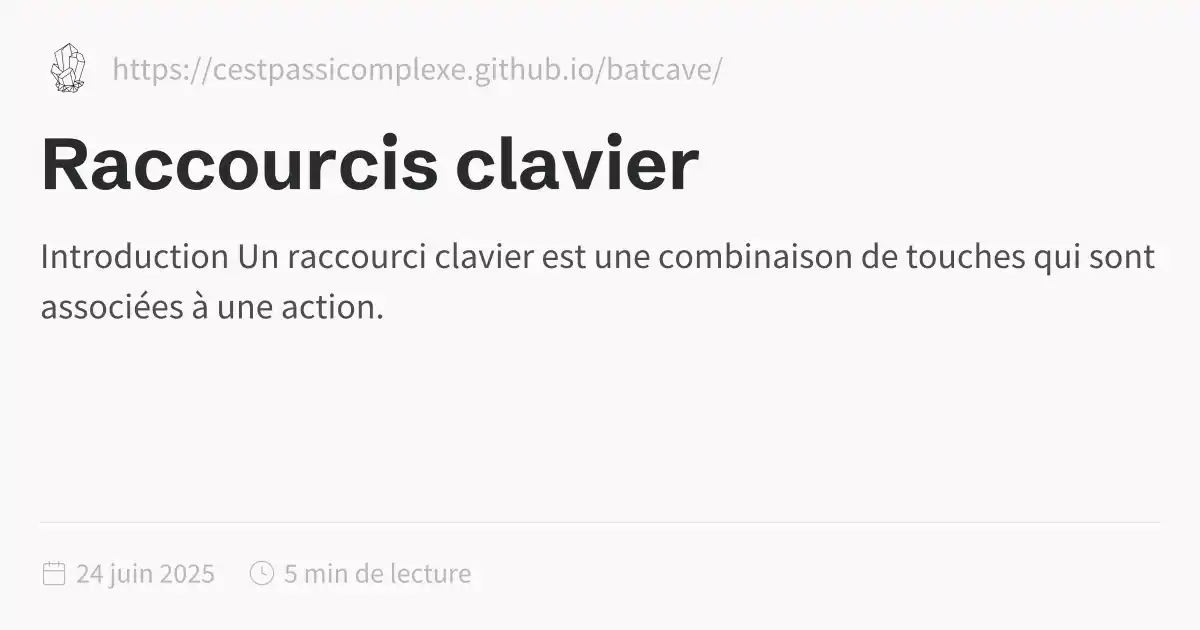 https://cestpassicomplexe.github.io/batcave/
Raccourcis clavier
Introduction Un raccourci clavier est une combinaison de touches qui sont
associées à une action.
24 juin 2025 5 min de lecture